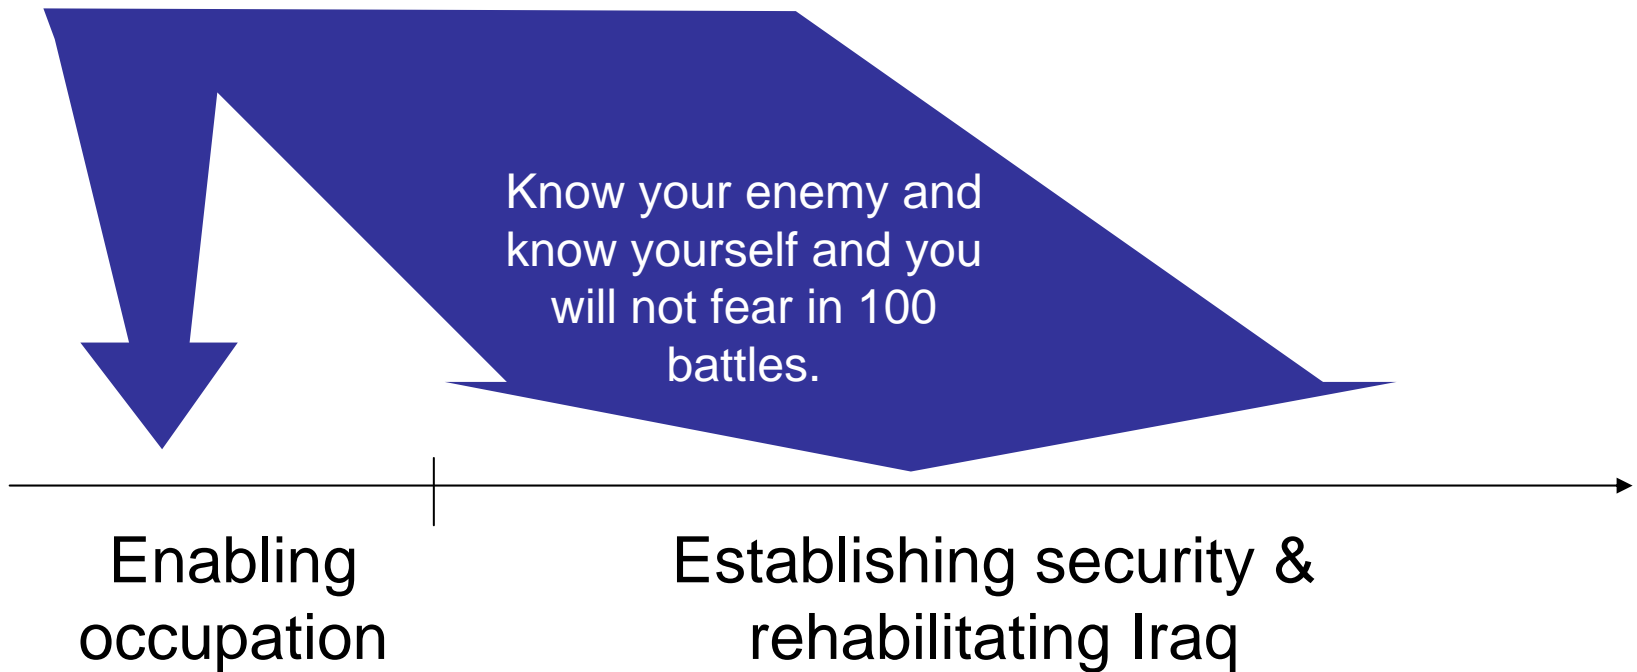 Know your enemy and
know yourself and you
will not fear in 100
battles.
Enabling
occupation
Establishing security &
rehabilitating Iraq